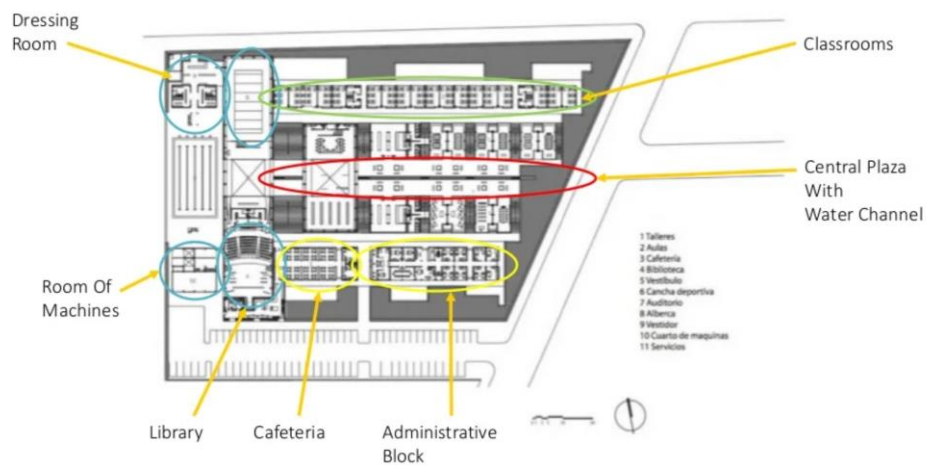 Dressing
Room
Classrooms
Central Plaza
With
Water Channel
1 Talleres
2 Aulas
3 Cafetería
4 Biblioteca
5 Vestíbulo
6 Cancha deportiva
7 Auditorio
8 Alberca
9 Vestidor
10 Cuarto de maquinas
11 Servicios
Room Of
Machines
Library
Cafeteria
Administrative
Block